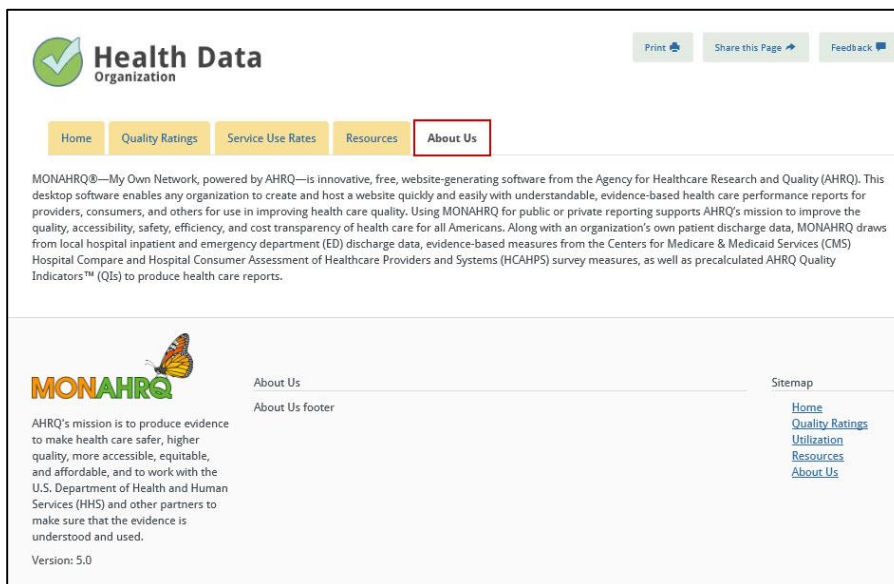 Health Data
Organization
Print
Share this Page
Feedback
Home
Quality Ratings
Service Use Rates
Resources
About Us
MONAHRQ®—My Own Network, powered by AHRQ—is innovative, free, website-generating software from the Agency for Healthcare Research and Quality (AHRQ). This
desktop software enables any organization to create and host a website quickly and easily with understandable, evidence-based health care performance reports for
providers, consumers, and others for use in improving health care quality. Using MONAHRQ for public or private reporting supports AHRQ's mission to improve the
quality, accessibility, safety, efficiency, and cost transparency of health care for all Americans. Along with an organization's own patient discharge data, MONAHRQ draws
from local hospital inpatient and emergency department (ED) discharge data, evidence-based measures from the Centers for Medicare & Medicaid Services (CMS)
Hospital Compare and Hospital Consumer Assessment of Healthcare Providers and Systems (HCAHPS) survey measures, as well as precalculated AHRQ Quality
Indicators™ (QIs) to produce health care reports.
MONAHRQ
AHRQ's mission is to produce evidence
to make health care safer, higher
quality, more accessible, equitable,
and affordable, and to work with the
U.S. Department of Health and Human
Services (HHS) and other partners to
make sure that the evidence is
understood and used.
Version: 5.0
About Us
About Us footer
Sitemap
Home
Quality Ratings
Utilization
Resources
About Us